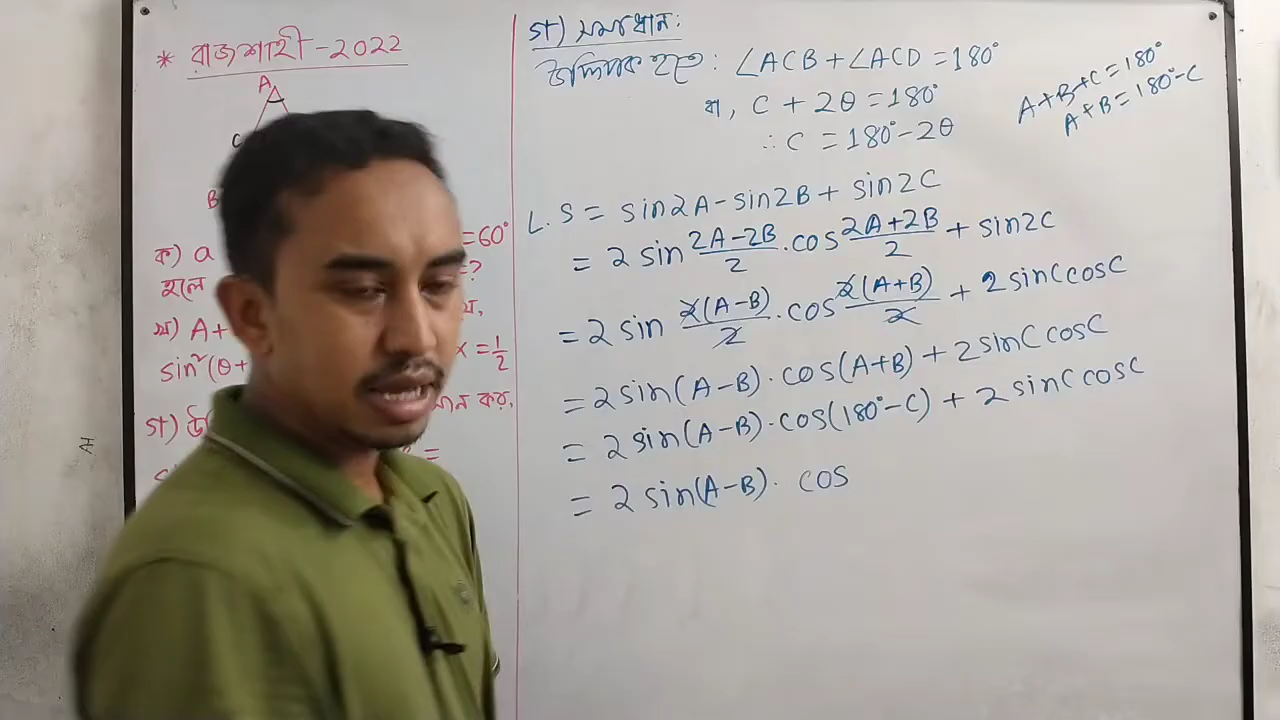 * রাজশাহী-2022
A
C
B
ক) a =60°
হলে =?
খ) A+ যে,
sin²(θ+ x=1/2
গ) মান কর,
=
গ) সমাধান:
উদ্দীপক হতে: ∠ACB+∠ACD=180°
বা, C+2θ=180°
∴ C=180°-2θ
A+B+C=180°
A+B=180°-C
L.S = sin2A-sin2B+ sin2C
= 2 sin (2A-2B)/2 . cos (2A+2B)/2 + sin2C
= 2 sin 2(A-B)/2 . cos 2(A+B)/2 + 2 sinC cosC
= 2 sin(A-B). cos(A+B)+2 sinC cosC
= 2 sin(A-B). cos(180°-C) + 2 sinC cosC
= 2 sin(A-B). cos